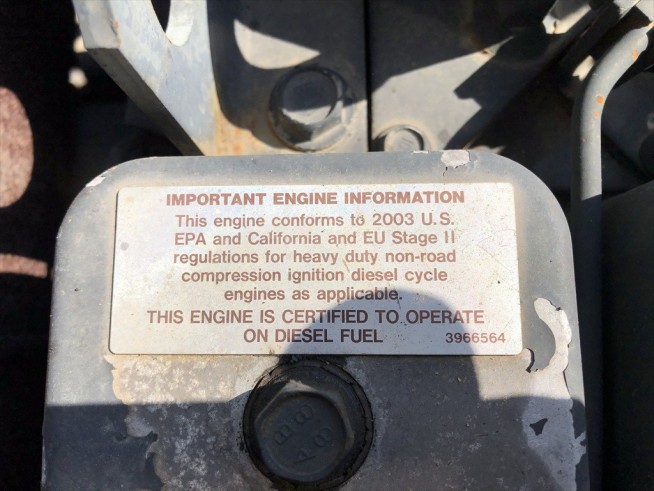 IMPORTANT ENGINE INFORMATION
This engine conforms to 2003 U.S.
EPA and California and EU Stage II
regulations for heavy duty non-road
compression ignition diesel cycle
engines as applicable.
THIS ENGINE IS CERTIFIED TO OPERATE
ON DIESEL FUEL 3966564